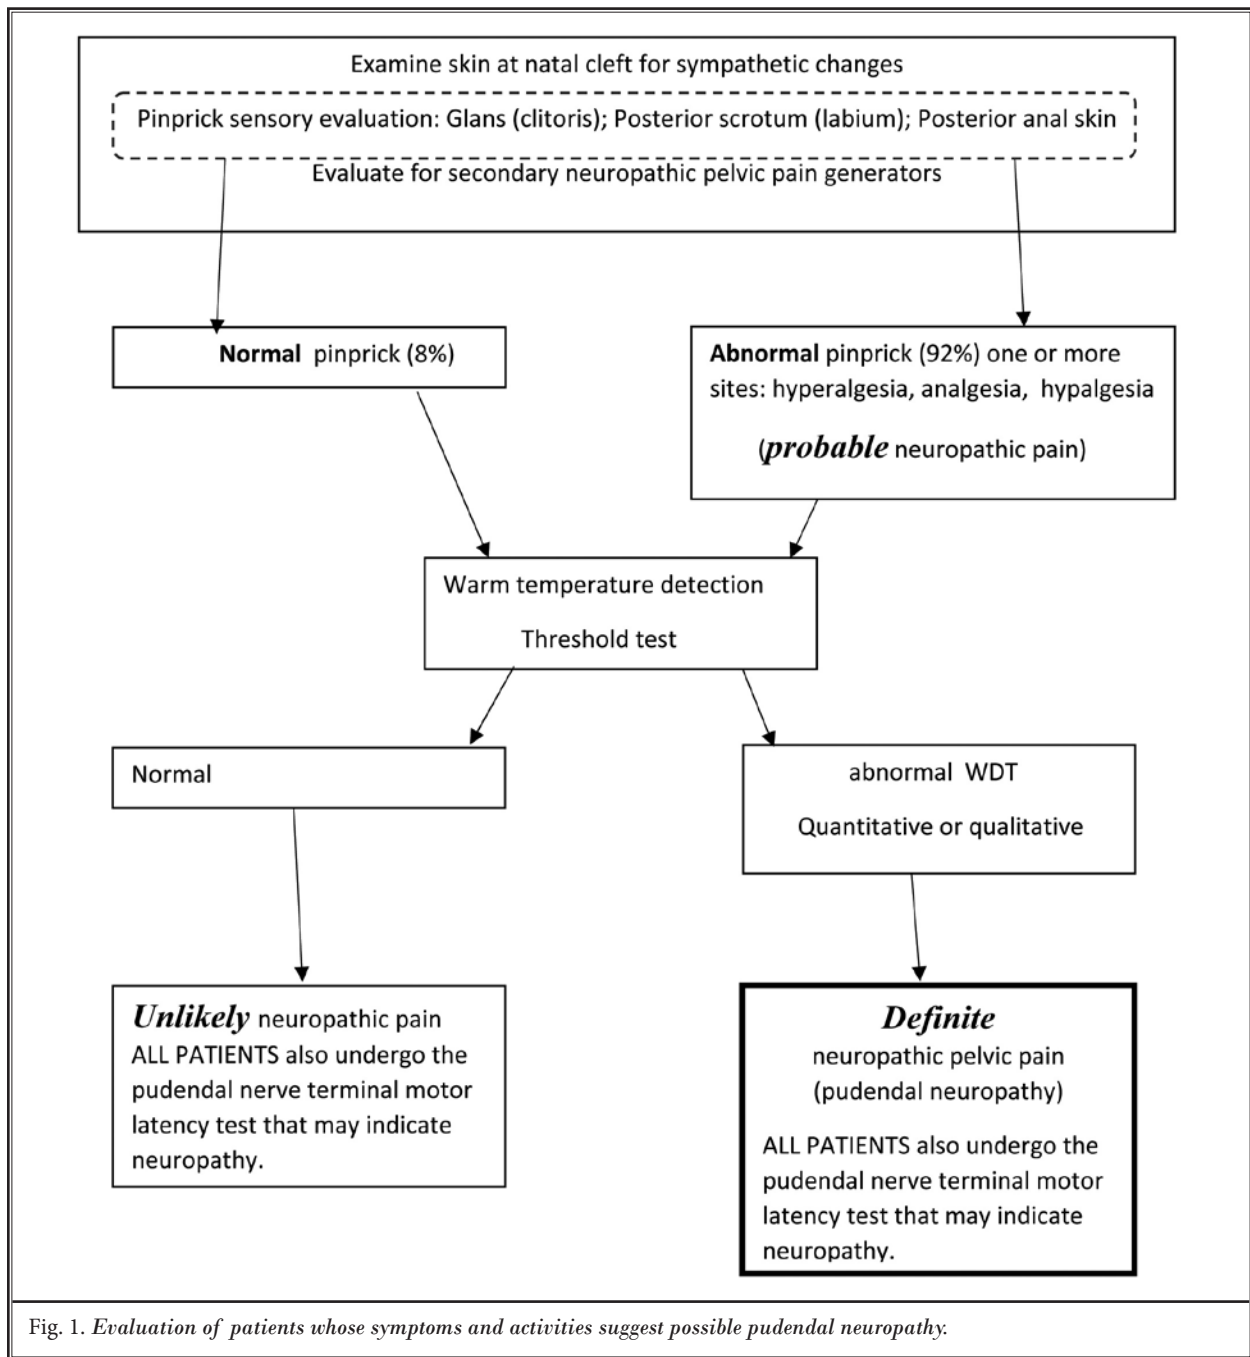 Examine skin at natal cleft for sympathetic changes
Pinprick sensory evaluation: Glans (clitoris); Posterior scrotum (labium); Posterior anal skin
Evaluate for secondary neuropathic pelvic pain generators
Normal pinprick (8%)
Abnormal pinprick (92%) one or more
sites: hyperalgesia, analgesia, hypalgesia
(probable neuropathic pain)
Warm temperature detection
Threshold test
Normal
abnormal WDT
Quantitative or qualitative
Unlikely neuropathic pain
ALL PATIENTS also undergo the
pudendal nerve terminal motor
latency test that may indicate
neuropathy.
Definite
neuropathic pelvic pain
(pudendal neuropathy)
ALL PATIENTS also undergo the
pudendal nerve terminal motor
latency test that may indicate
neuropathy.
Fig. 1. Evaluation of patients whose symptoms and activities suggest possible pudendal neuropathy.